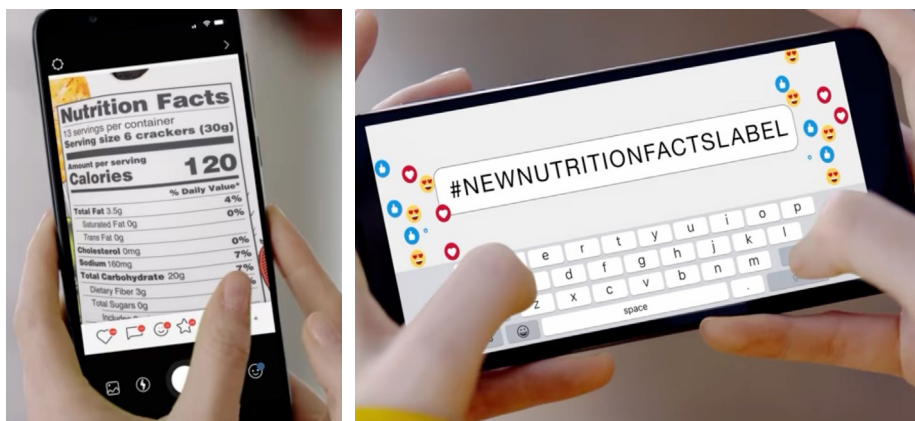 Nutrition Facts
13 servings per container
Serving size 6 crackers (30g)
Amount per serving
Calories 120
% Daily Value*
Total Fat 3.5g 4%
Saturated Fat 0g 0%
Trans Fat 0g
Cholesterol 0mg 0%
Sodium 160mg 7%
Total Carbohydrate 20g 7%
Dietary Fiber 3g
Total Sugars 0g
#NEWNUTRITIONFACTSLABEL
e r t y u i o p
d f g h j k l
z x c v b n m
space .